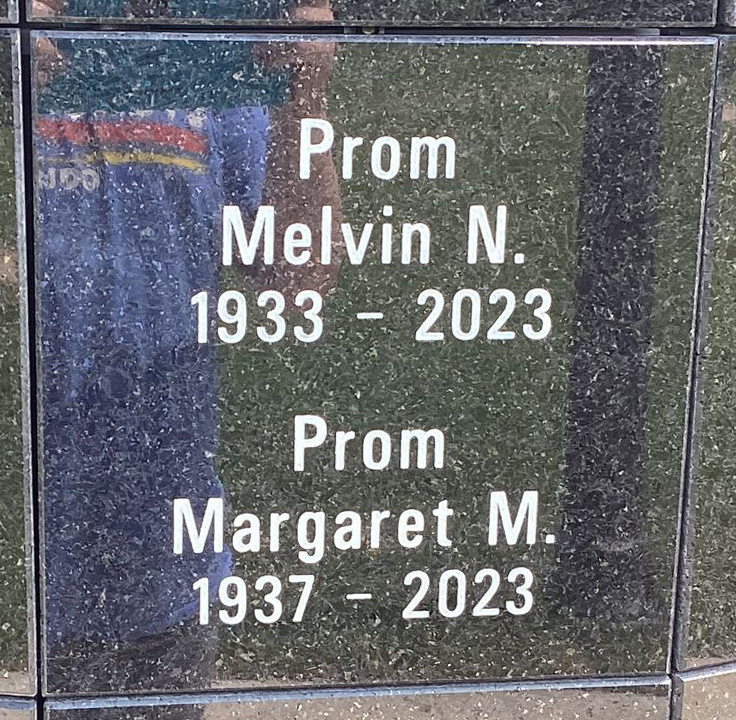 Prom
Melvin N.
1933 - 2023
Prom
Margaret M.
1937 - 2023